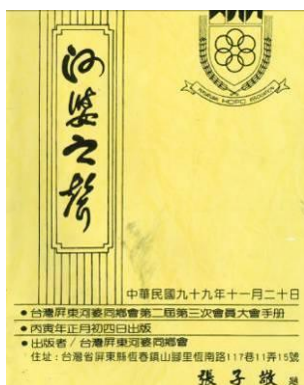 河婆之聲
HOPO
中華民國九十九年十一月二十日
●台灣屏東河婆同鄉會第二屆第三次會員大會手册
●丙寅年正月初四日出版
●出版者/台灣屏東河婆同鄉會
住址:台灣省屏東縣恆春鎮山腳里恆南路117巷11弄15號
張子敬